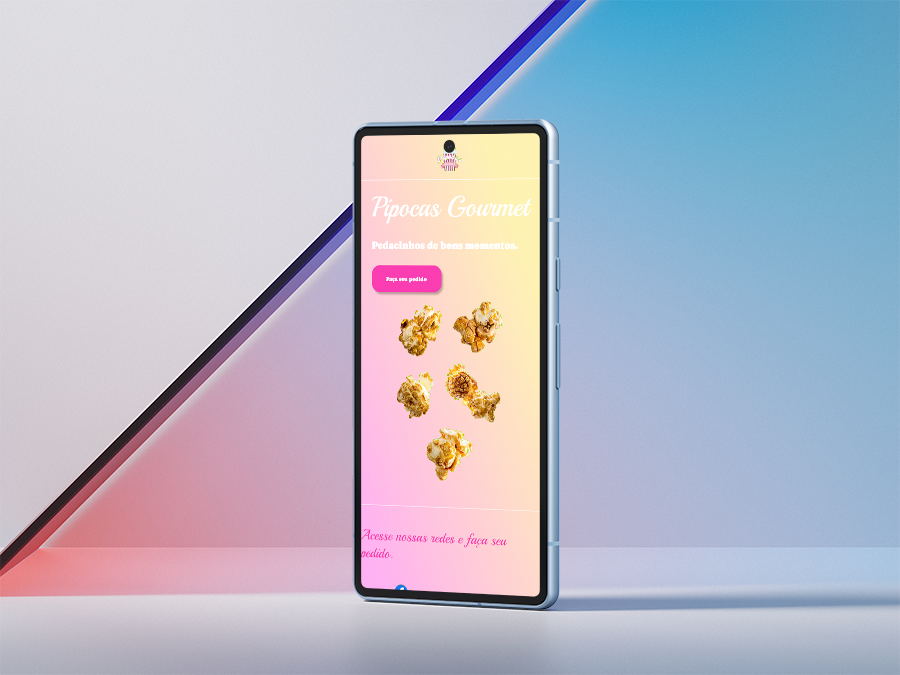 Pipocas Gourmet
Pedacinhos de bons momentos.
Faça seu pedido
Acesse nossas redes e faça seu
pedido.